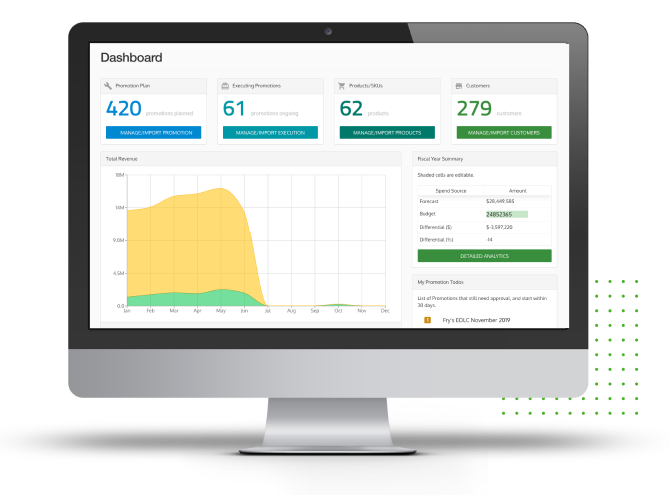 Dashboard
Promotion Plan
Executing Promotions
Products/SKUs
Customers
420 promotions planned
61 promotions ongoing
62 products
279 customers
MANAGE/IMPORT PROMOTION
MANAGE/IMPORT EXECUTION
MANAGE/IMPORT PRODUCTS
MANAGE/IMPORT CUSTOMERS
Total Revenue
18M
14M
9.0M
4.5M
0.0
Jan Feb Mar Apr May Jun Jul Aug Sep Oct Nov Dec
Fiscal Year Summary
Shaded cells are editable.
Spend Source Amount
Forecast $28,449,585
Budget 24852365
Differential ($) $-3,597,220
Differential (%) -14
DETAILED ANALYTICS
My Promotion Todos
List of Promotions that still need approval, and start within
38 days.
1 Fry's EDLC November 2019